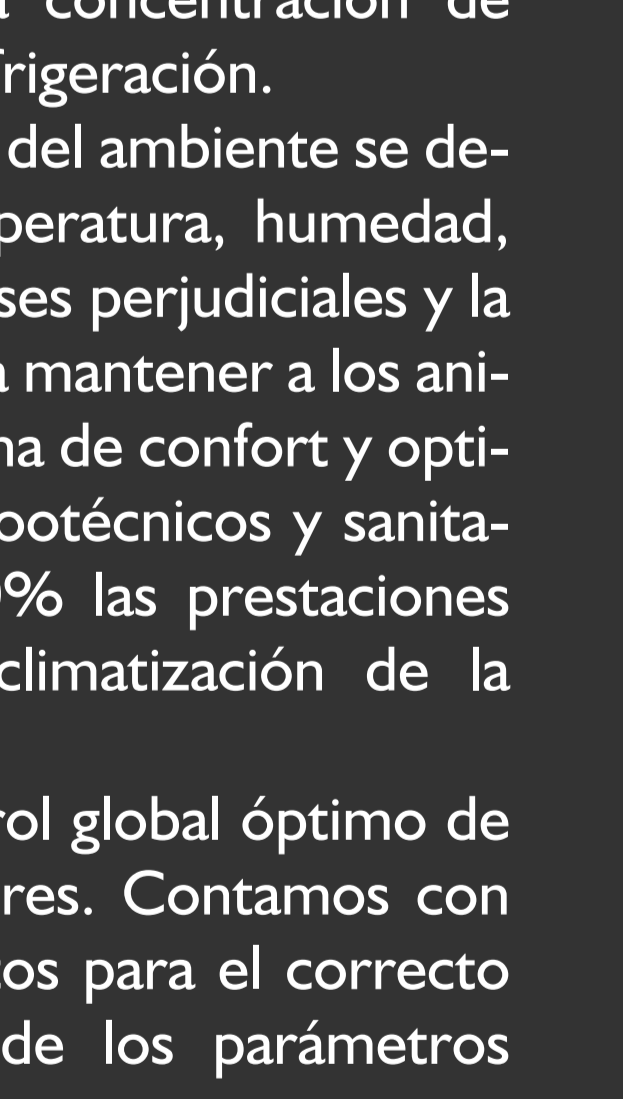 concentración de
frigeración.
del ambiente se de-
peratura, humedad,
ses perjudiciales y la
a mantener a los ani-
na de confort y opti-
ootécnicos y sanita-
% las prestaciones
climatización de la
rol global óptimo de
res. Contamos con
tos para el correcto
de los parámetros